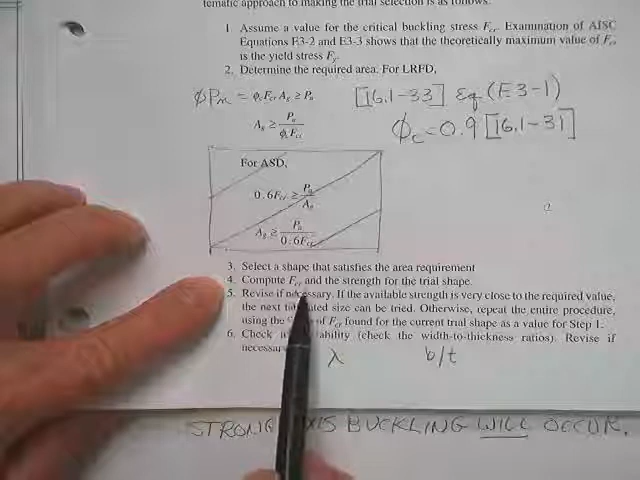 tematic approach to making the trial selection is as follows.
1. Assume a value for the critical buckling stress Fcr. Examination of AISC
Equations E3-2 and E3-3 shows that the theoretically maximum value of Fcr
is the yield stress Fy.
2. Determine the required area. For LRFD,
ϕPn = ϕcFcrAg ≥ Pu [16.1-33] Eq (E3-1)
Ag ≥ Pu/ϕcFcr ϕc = 0.9 [16.1-31]
For ASD,
0.6Fcr ≥ Pa/Ag
Ag ≥ Pa/0.6Fcr
3. Select a shape that satisfies the area requirement
4. Compute Fcr and the strength for the trial shape.
5. Revise if necessary. If the available strength is very close to the required value,
the next tabulated size can be tried. Otherwise, repeat the entire procedure,
using the of Fcr found for the current trial shape as a value for Step 1.
6. Check stability (check the width-to-thickness ratios). Revise if
necessary
λ b/t
STRONG AXIS BUCKLING WILL OCCUR.